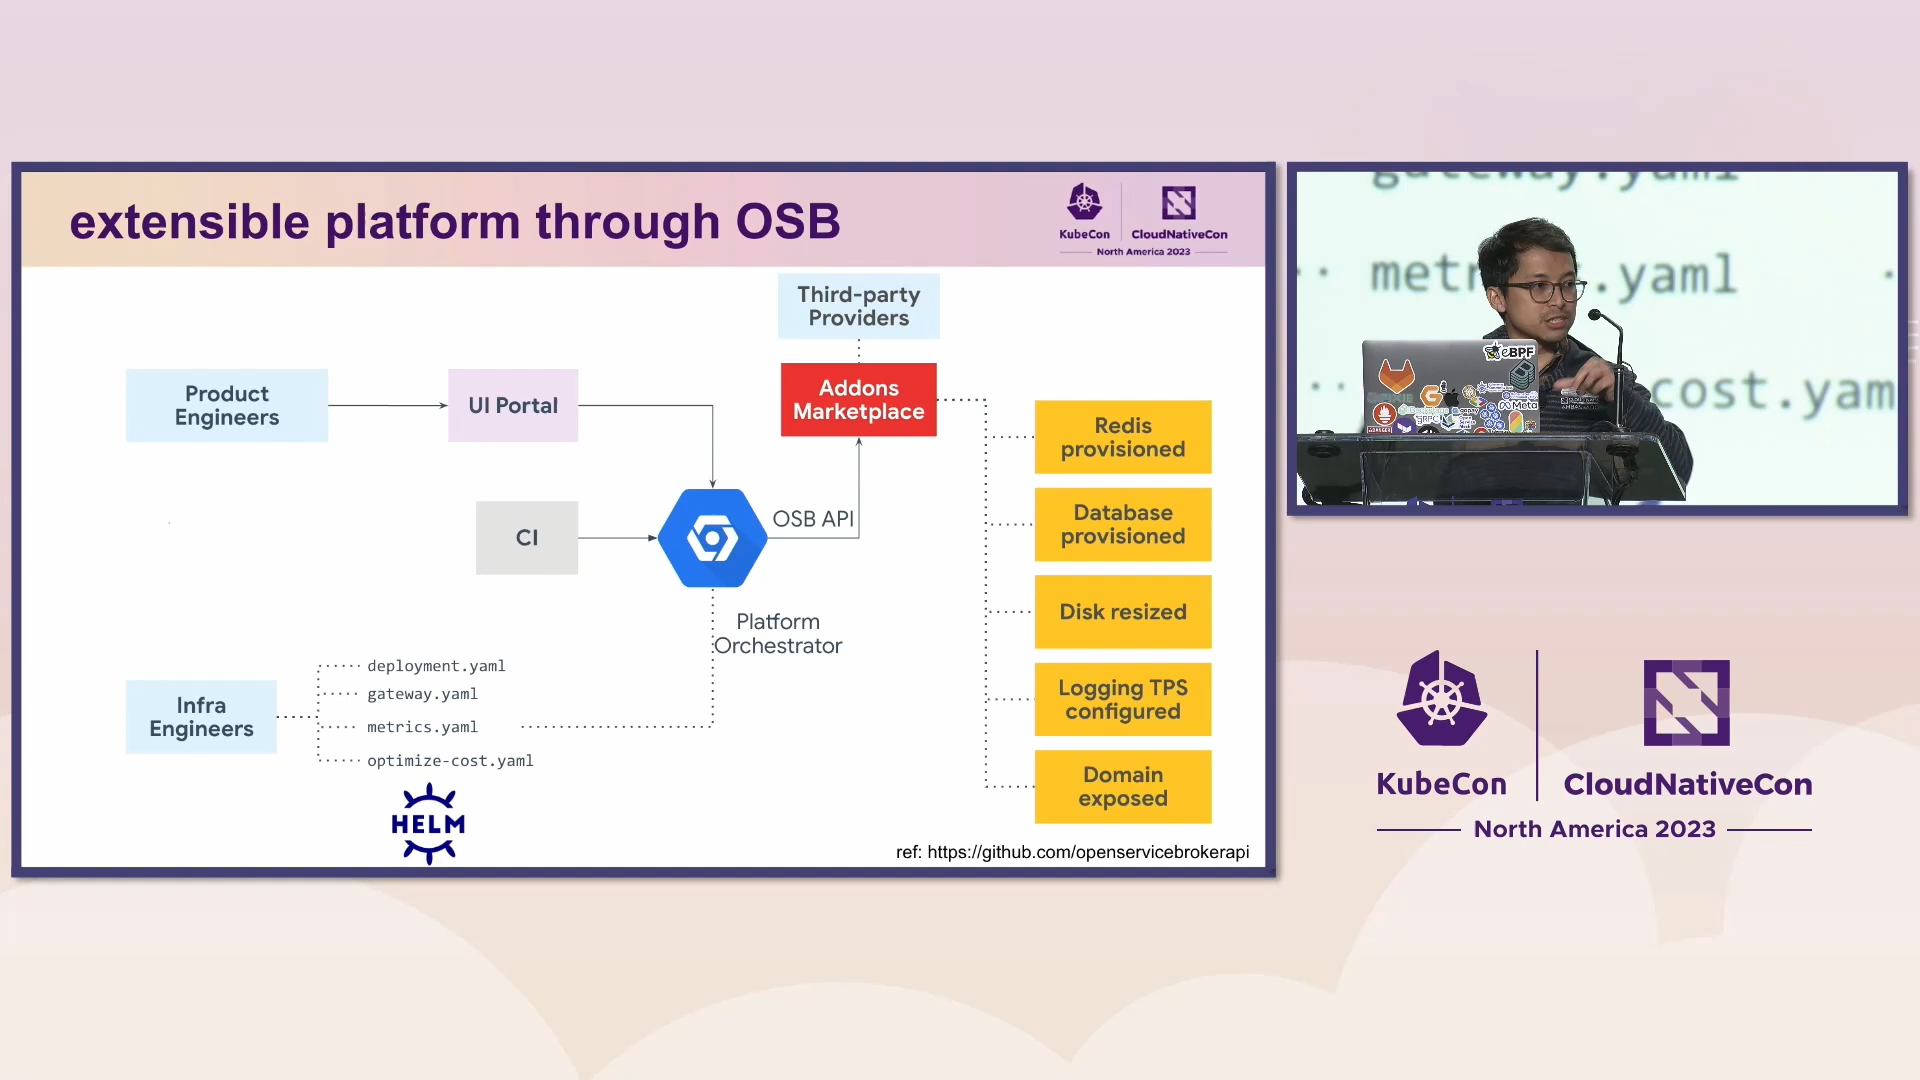 extensible platform through OSB
KubeCon
CloudNativeCon
North America 2023
Third-party
Providers
Product
Engineers
UI Portal
Addons
Marketplace
CI
OSB API
Platform
Orchestrator
Infra
Engineers
deployment.yaml
gateway.yaml
metrics.yaml
optimize-cost.yaml
HELM
Redis
provisioned
Database
provisioned
Disk resized
Logging TPS
configured
Domain
exposed
ref: https://github.com/openservicebrokerapi
gateway.yaml
.yaml
cost.yam
eBPF
Meta
KubeCon
CloudNativeCon
North America 2023